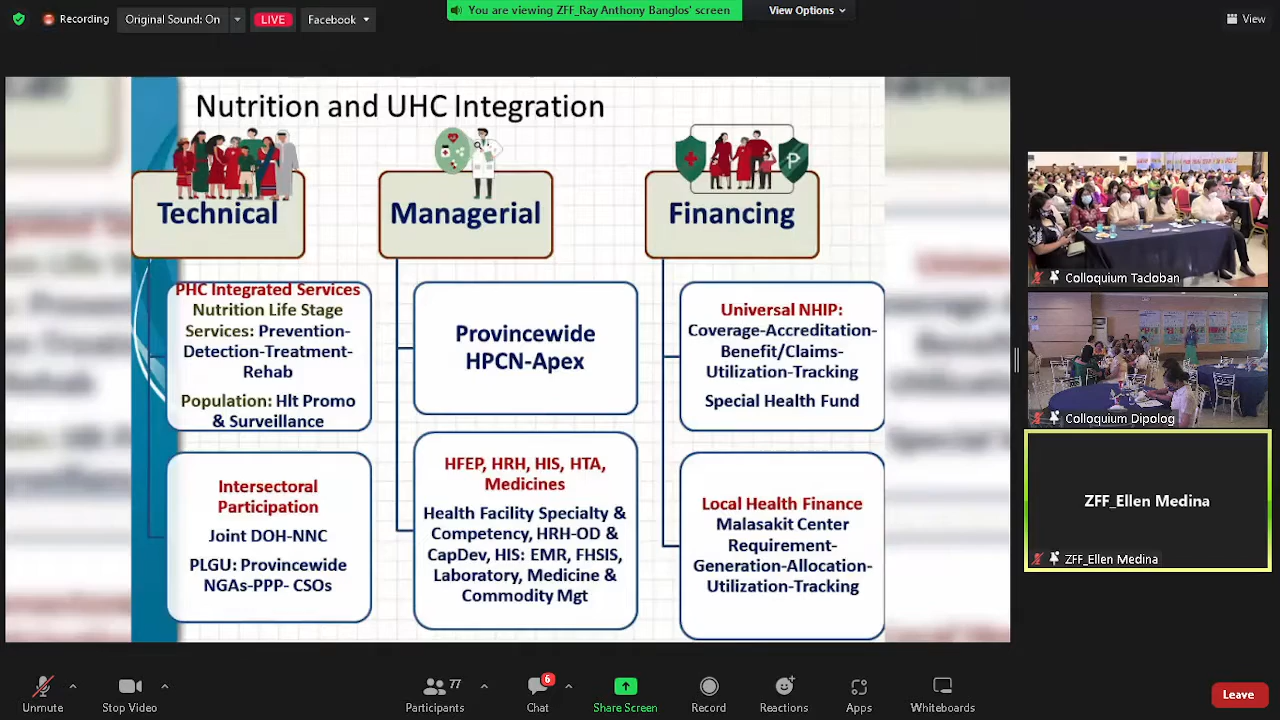 Recording
Original Sound: On
LIVE
Facebook
You are viewing ZFF_Ray Anthony Banglos' screen
View Options
View
Nutrition and UHC Integration
Technical
PHC Integrated Services
Nutrition Life Stage
Services: Prevention-
Detection-Treatment-
Rehab
Population: Hlt Promo
& Surveillance
Intersectoral
Participation
Joint DOH-NNC
PLGU: Provincewide
NGAs-PPP- CSOs
Managerial
Provincewide
HPCN-Apex
HFEP, HRH, HIS, HTA,
Medicines
Health Facility Specialty &
Competency, HRH-OD &
CapDev, HIS: EMR, FHSIS,
Laboratory, Medicine &
Commodity Mgt
P
Financing
Universal NHIP:
Coverage-Accreditation-
Benefit/Claims-
Utilization-Tracking
Special Health Fund
Local Health Finance
Malasakit Center
Requirement-
Generation-Allocation-
Utilization-Tracking
Colloquium Tacloban
Colloquium Dipolog
ZFF_Ellen Medina
ZFF_Ellen Medina
Unmute
Stop Video
77
Participants
6
Chat
Share Screen
Record
Reactions
Apps
Whiteboards
Leave